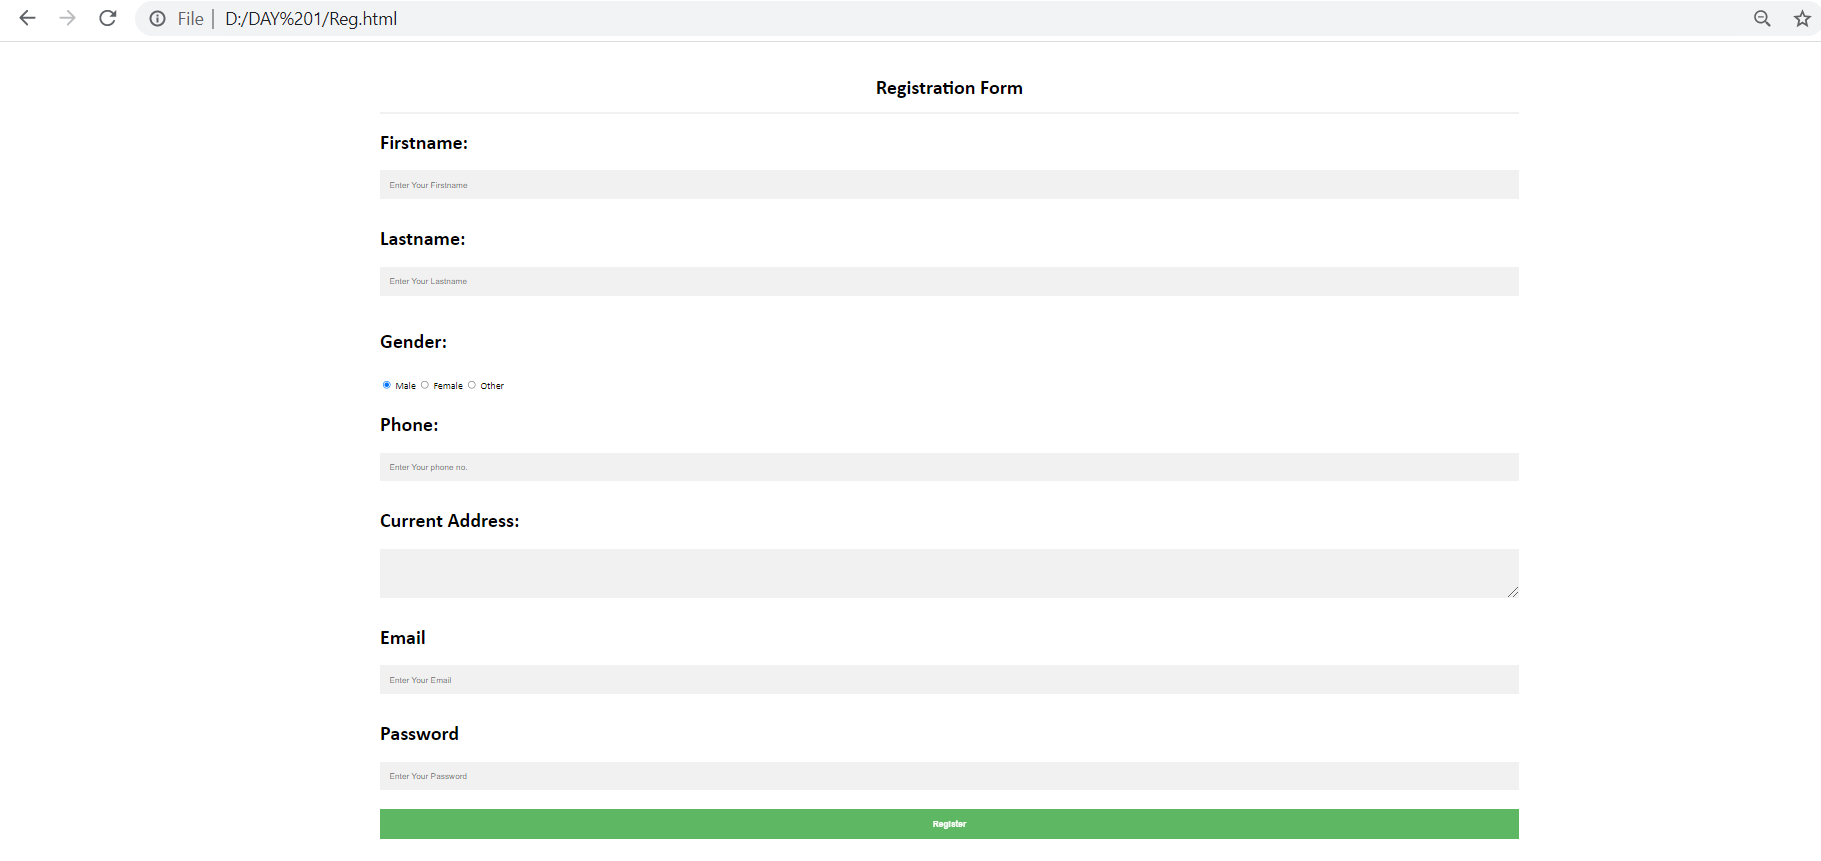 File | D:/DAY%201/Reg.html
Registration Form
Firstname:
Enter Your Firstname
Lastname:
Enter Your Lastname
Gender:
Male Female Other
Phone:
Enter Your phone no.
Current Address:
Email
Enter Your Email
Password
Enter Your Password
Register